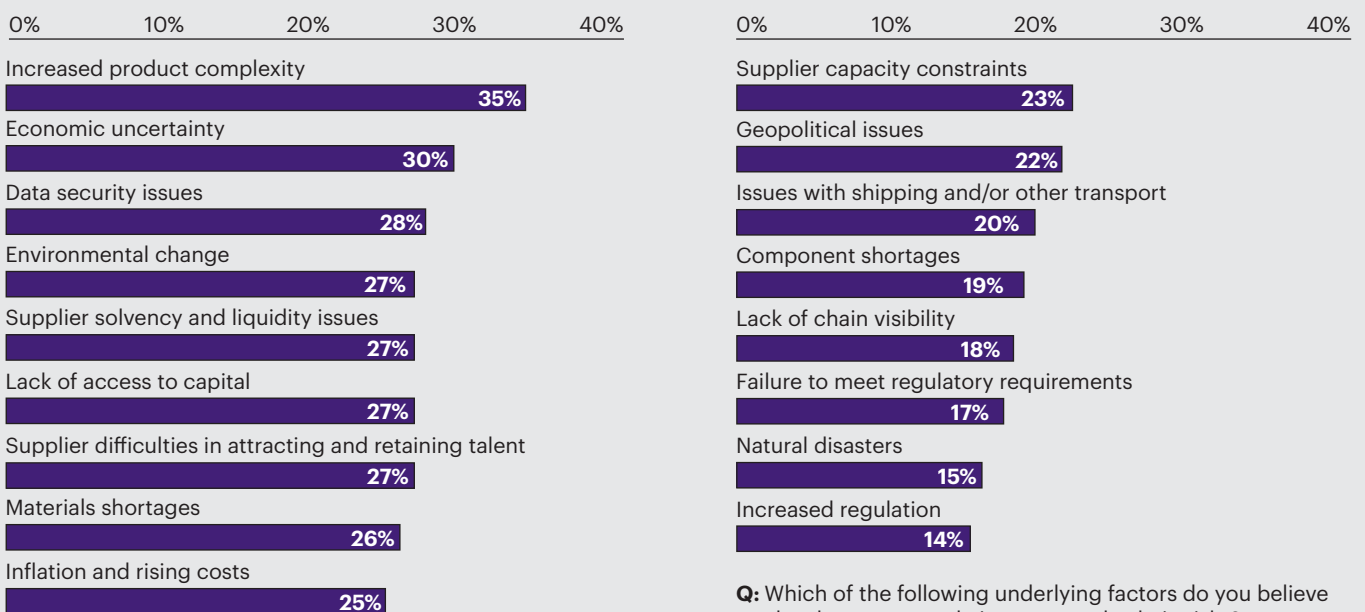 0% 10% 20% 30% 40%
Increased product complexity
35%
Economic uncertainty
30%
Data security issues
28%
Environmental change
27%
Supplier solvency and liquidity issues
27%
Lack of access to capital
27%
Supplier difficulties in attracting and retaining talent
27%
Materials shortages
26%
Inflation and rising costs
25%
0% 10% 20% 30% 40%
Supplier capacity constraints
23%
Geopolitical issues
22%
Issues with shipping and/or other transport
20%
Component shortages
19%
Lack of chain visibility
18%
Failure to meet regulatory requirements
17%
Natural disasters
15%
Increased regulation
14%
Q: Which of the following underlying factors do you believe